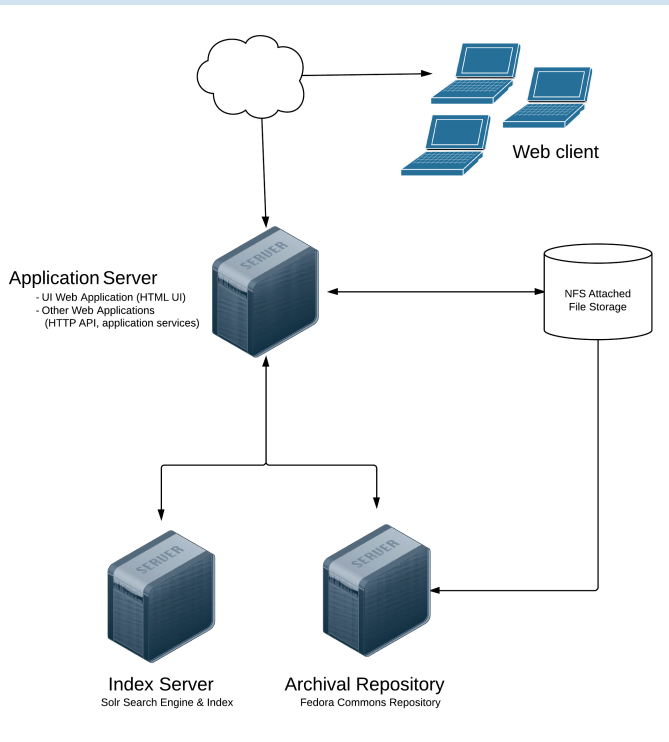 Web client
SERVER
Application Server
- UI Web Application (HTML UI)
- Other Web Applications
(HTTP API, application services)
NFS Attached
File Storage
SERVER
SERVER
Index Server
Solr Search Engine & Index
Archival Repository
Fedora Commons Repository